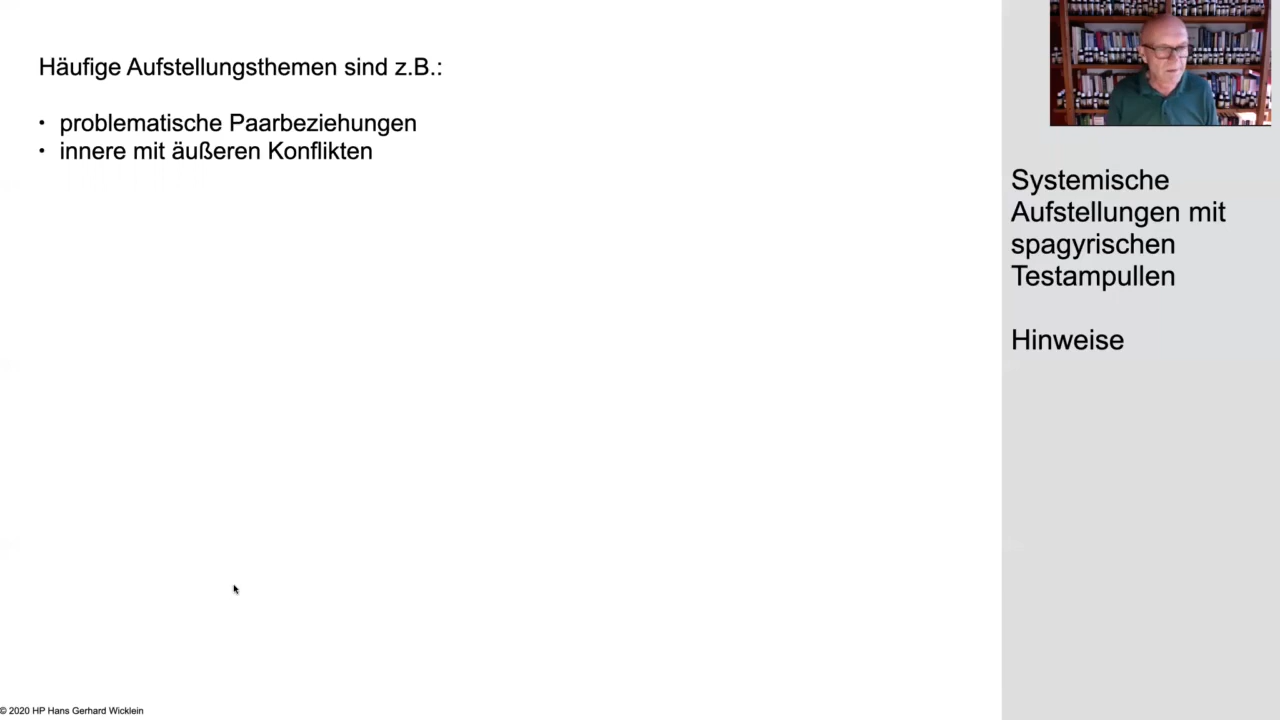 Häufige Aufstellungsthemen sind z.B.:
• problematische Paarbeziehungen
• innere mit äußeren Konflikten
Systemische
Aufstellungen mit
spagyrischen
Testampullen
Hinweise
© 2020 HP Hans Gerhard Wicklein